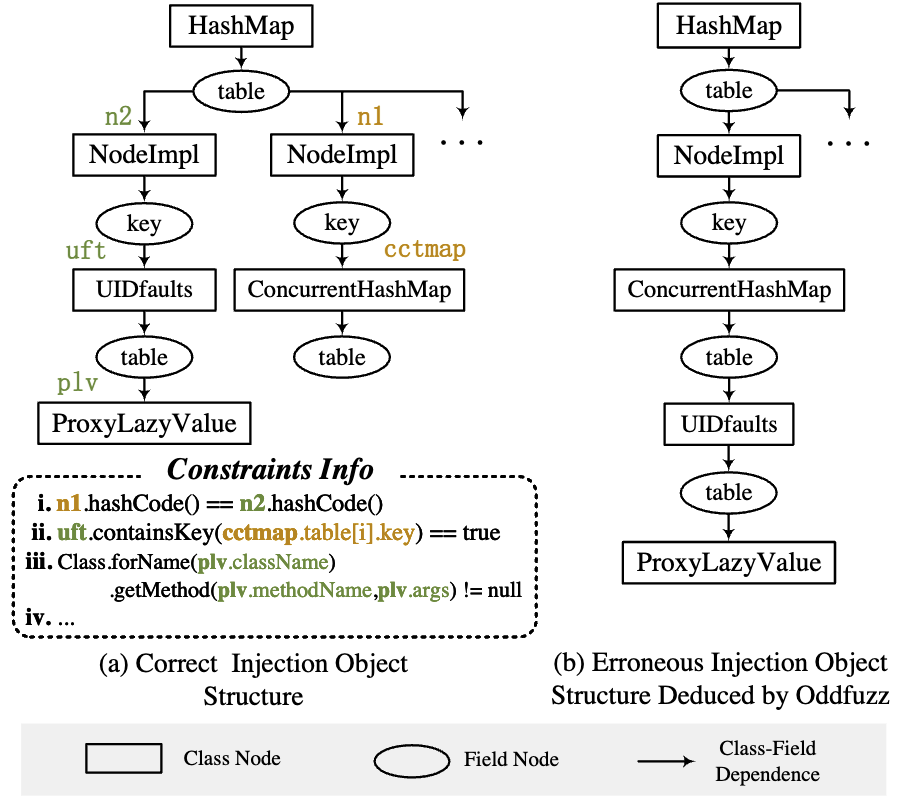 HashMap
table
n2
n1
NodeImpl
NodeImpl
. . .
key
key
uft
cctmap
UIDfaults
ConcurrentHashMap
table
table
plv
ProxyLazyValue
Constraints Info
i. n1.hashCode() == n2.hashCode()
ii. uft.containsKey(cctmap.table[i].key) == true
iii. Class.forName(plv.className)
.getMethod(plv.methodName,plv.args) != null
iv. ...
(a) Correct Injection Object
Structure
HashMap
table
NodeImpl
. . .
key
ConcurrentHashMap
table
UIDfaults
table
ProxyLazyValue
(b) Erroneous Injection Object
Structure Deduced by Oddfuzz
Class Node
Field Node
Class-Field
Dependence